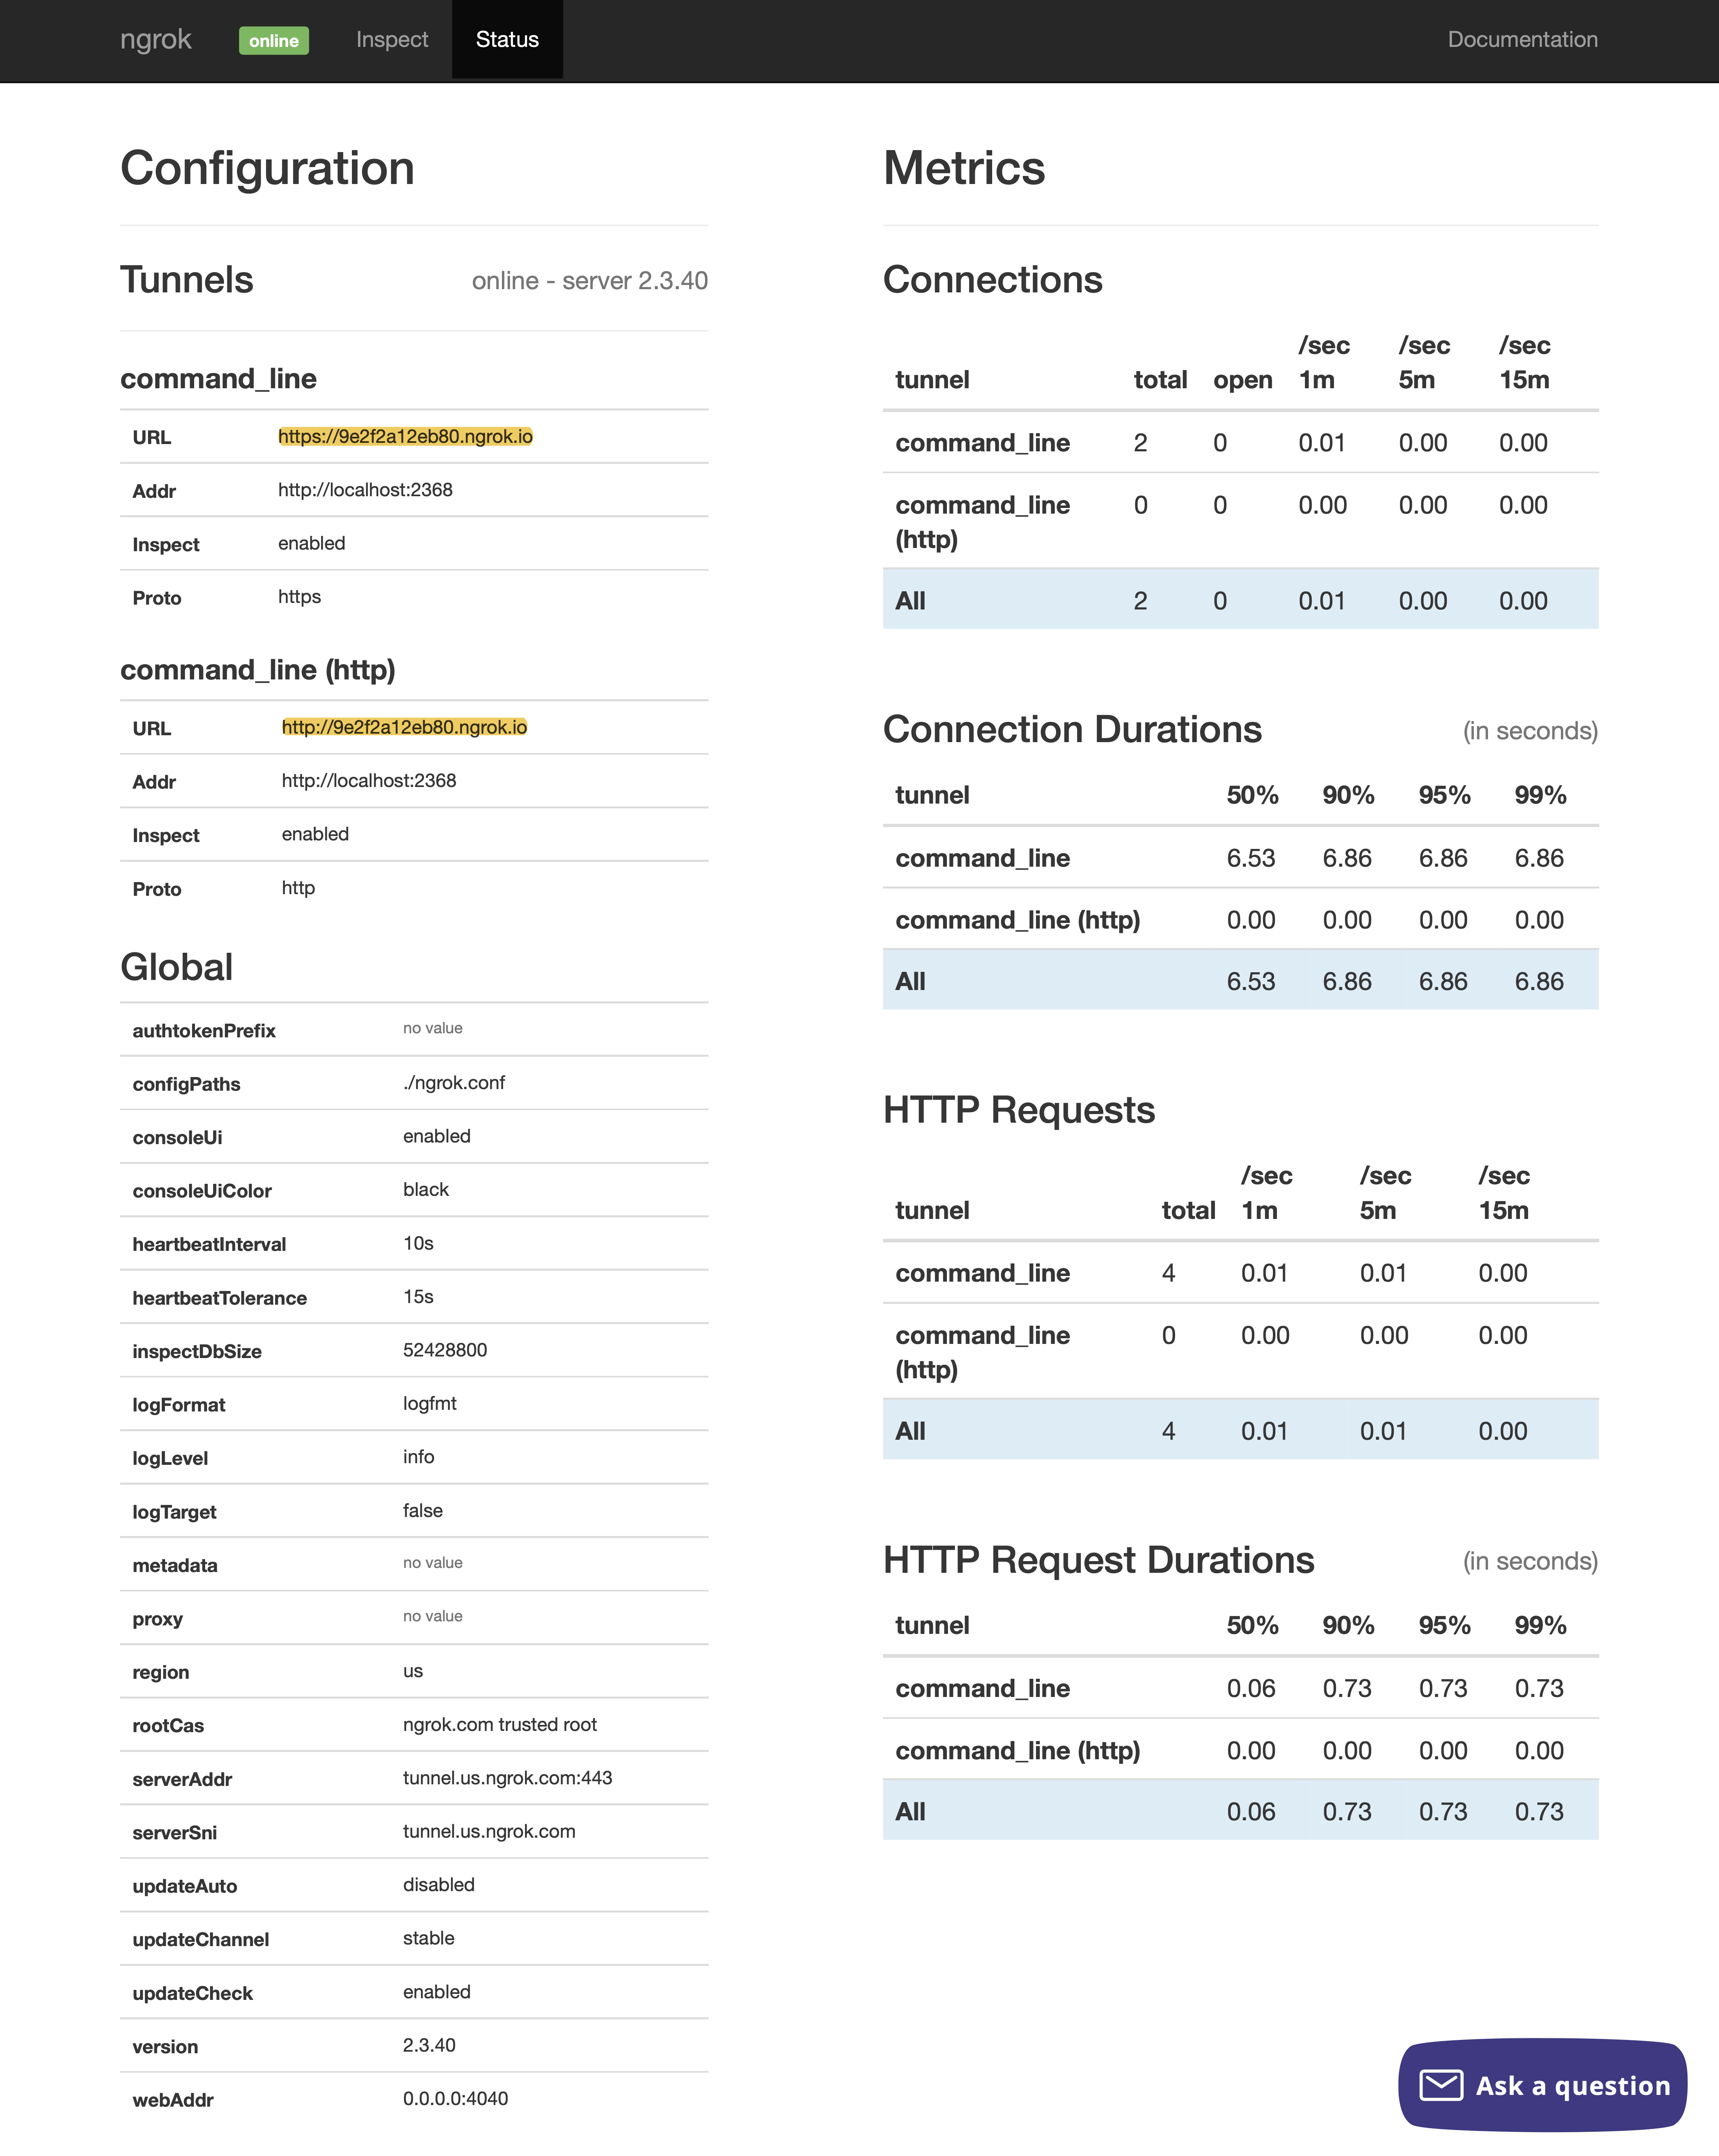 ngrok online Inspect Status Documentation
Configuration
Tunnels online - server 2.3.40
command_line
URL https://9e2f2a12eb80.ngrok.io
Addr http://localhost:2368
Inspect enabled
Proto https
command_line (http)
URL http://9e2f2a12eb80.ngrok.io
Addr http://localhost:2368
Inspect enabled
Proto http
Global
authtokenPrefix no value
configPaths ./ngrok.conf
consoleUi enabled
consoleUiColor black
heartbeatInterval 10s
heartbeatTolerance 15s
inspectDbSize 52428800
logFormat logfmt
logLevel info
logTarget false
metadata no value
proxy no value
region us
rootCas ngrok.com trusted root
serverAddr tunnel.us.ngrok.com:443
serverSni tunnel.us.ngrok.com
updateAuto disabled
updateChannel stable
updateCheck enabled
version 2.3.40
webAddr 0.0.0.0:4040
Metrics
Connections
/sec /sec /sec
tunnel total open 1m 5m 15m
command_line 2 0 0.01 0.00 0.00
command_line 0 0 0.00 0.00 0.00
(http)
All 2 0 0.01 0.00 0.00
Connection Durations (in seconds)
tunnel 50% 90% 95% 99%
command_line 6.53 6.86 6.86 6.86
command_line (http) 0.00 0.00 0.00 0.00
All 6.53 6.86 6.86 6.86
HTTP Requests
/sec /sec /sec
tunnel total 1m 5m 15m
command_line 4 0.01 0.01 0.00
command_line 0 0.00 0.00 0.00
(http)
All 4 0.01 0.01 0.00
HTTP Request Durations (in seconds)
tunnel 50% 90% 95% 99%
command_line 0.06 0.73 0.73 0.73
command_line (http) 0.00 0.00 0.00 0.00
All 0.06 0.73 0.73 0.73
Ask a question